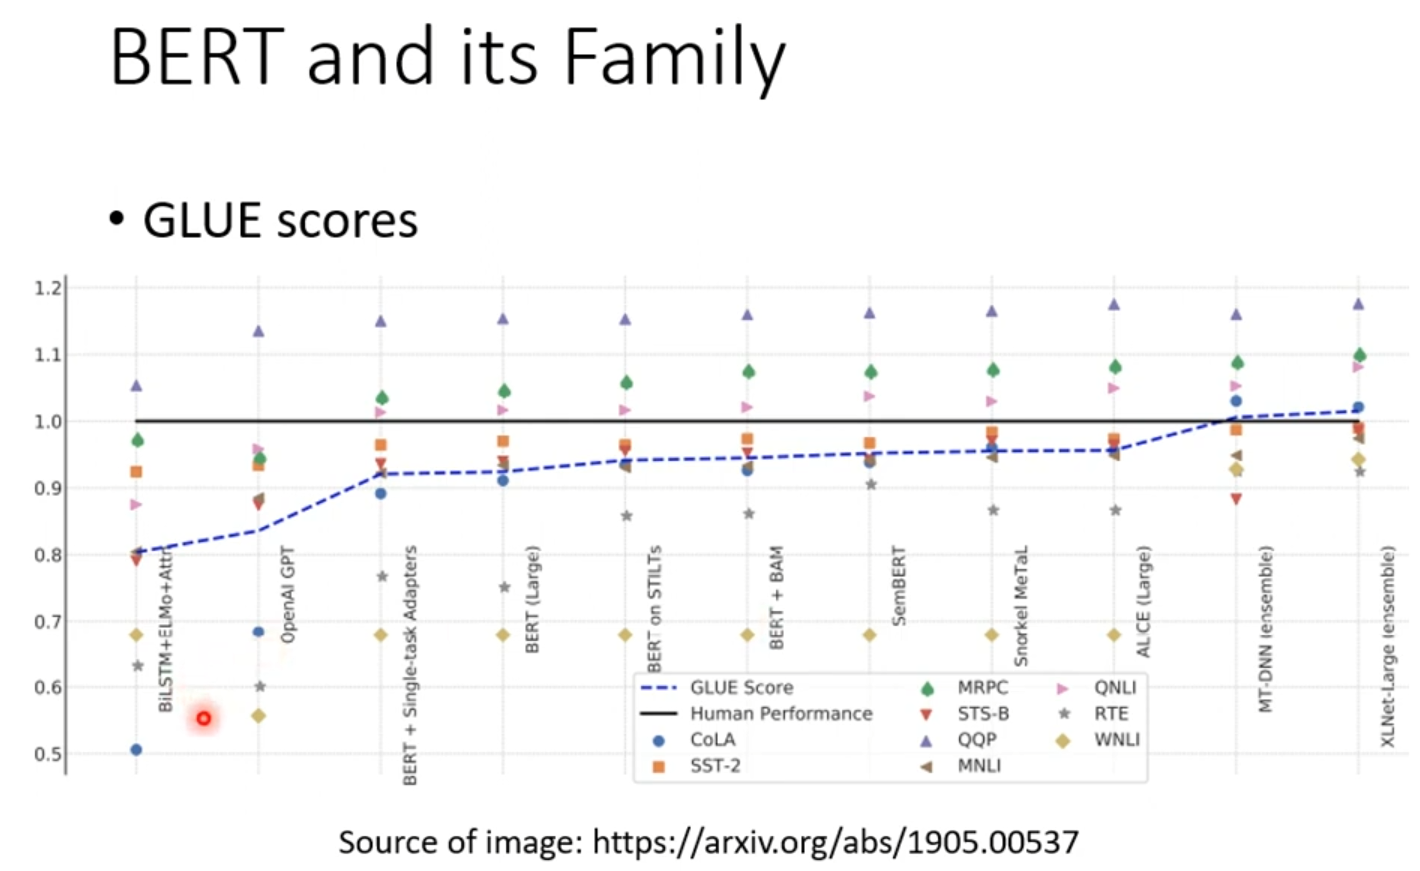 BERT and its Family
• GLUE scores
1.2
1.1
1.0
0.9
0.8
0.7
0.6
0.5
BiLSTM+ELMo+Attn
OpenAI GPT
BERT + Single-task Adapters
BERT (Large)
BERT on STILTs
BERT + BAM
SemBERT
Snorkel MeTaL
ALICE (Large)
MT-DNN (ensemble)
XLNet-Large (ensemble)
GLUE Score
Human Performance
CoLA
SST-2
MRPC
STS-B
QQP
MNLI
QNLI
RTE
WNLI
Source of image: https://arxiv.org/abs/1905.00537